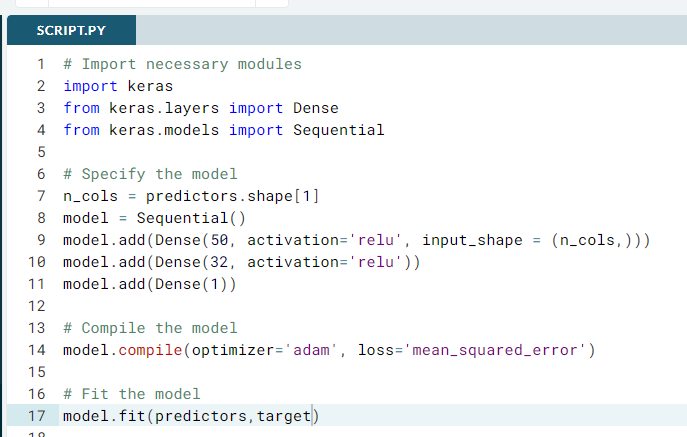 SCRIPT.PY
1 # Import necessary modules
2 import keras
3 from keras.layers import Dense
4 from keras.models import Sequential
5
6 # Specify the model
7 n_cols = predictors.shape[1]
8 model = Sequential()
9 model.add(Dense(50, activation='relu', input_shape = (n_cols,)))
10 model.add(Dense(32, activation='relu'))
11 model.add(Dense(1))
12
13 # Compile the model
14 model.compile(optimizer='adam', loss='mean_squared_error')
15
16 # Fit the model
17 model.fit(predictors,target)
18